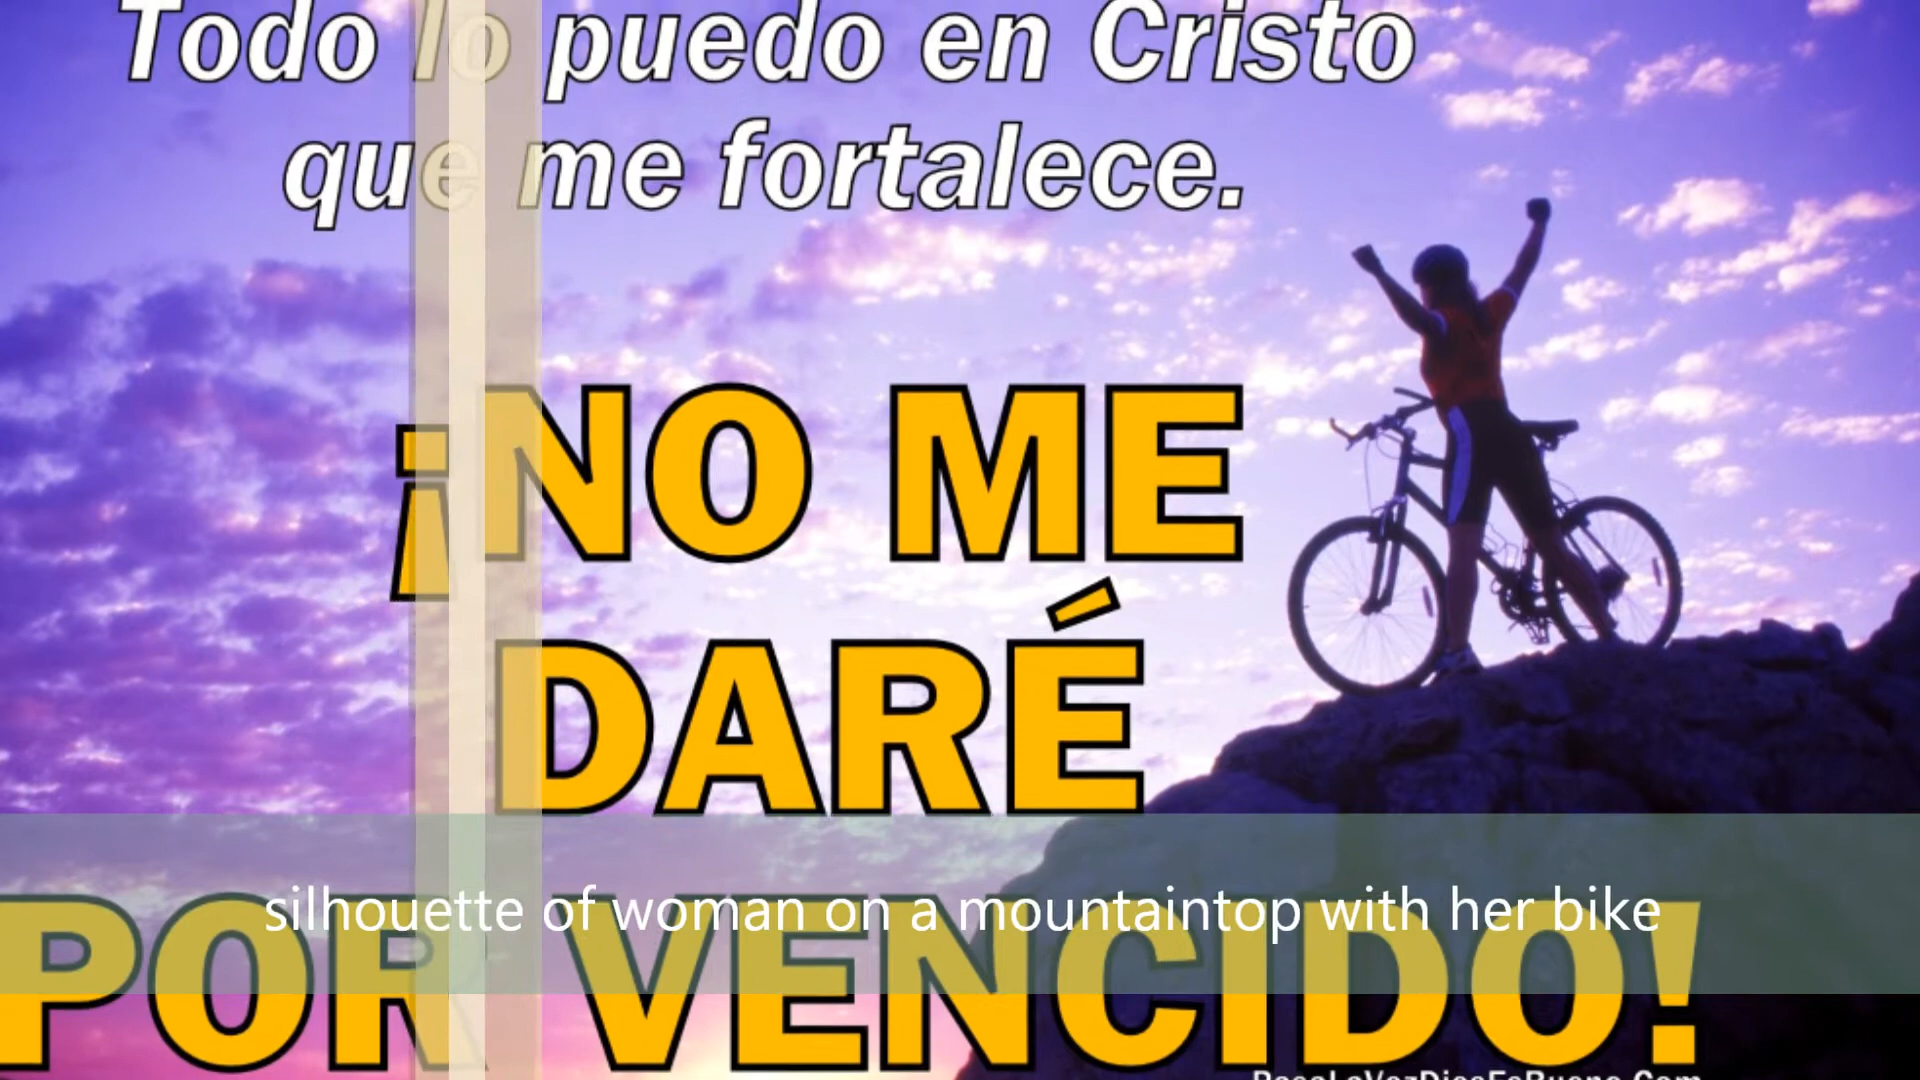 Todo lo puedo en Cristo
que me fortalece.
¡NO ME
DARÉ
silhouette of woman on a mountaintop with her bike
POR VENCIDO!